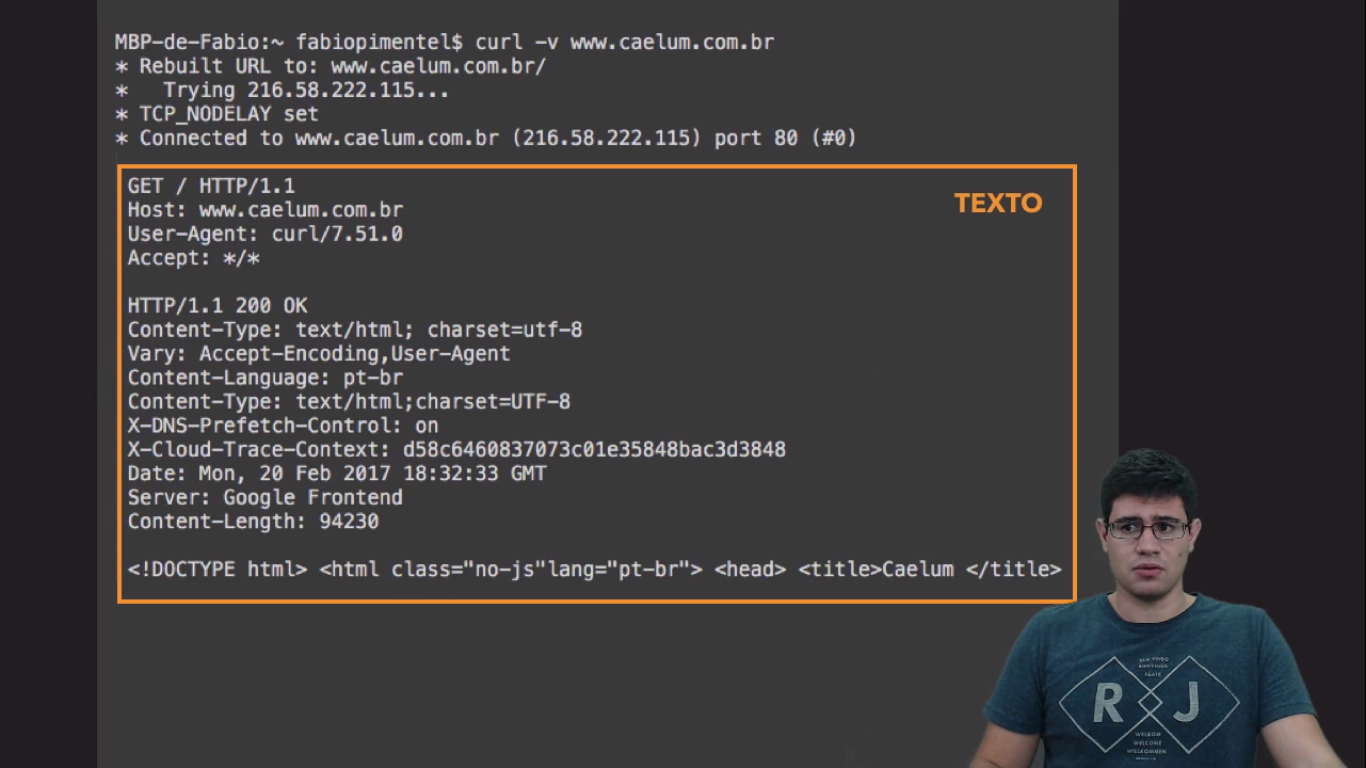 MBP-de-Fabio:~ fabiopimentel$ curl -v www.caelum.com.br
* Rebuilt URL to: www.caelum.com.br/
*   Trying 216.58.222.115...
* TCP_NODELAY set
* Connected to www.caelum.com.br (216.58.222.115) port 80 (#0)
GET / HTTP/1.1
TEXTO
Host: www.caelum.com.br
User-Agent: curl/7.51.0
Accept: */*
HTTP/1.1 200 OK
Content-Type: text/html; charset=utf-8
Vary: Accept-Encoding,User-Agent
Content-Language: pt-br
Content-Type: text/html;charset=UTF-8
X-DNS-Prefetch-Control: on
X-Cloud-Trace-Context: d58c6460837073c01e35848bac3d3848
Date: Mon, 20 Feb 2017 18:32:33 GMT
Server: Google Frontend
Content-Length: 94230
<!DOCTYPE html> <html class="no-js"lang="pt-br"> <head> <title>Caelum </title>
R J
WELKOM
WELCOME
WILLKOMMEN